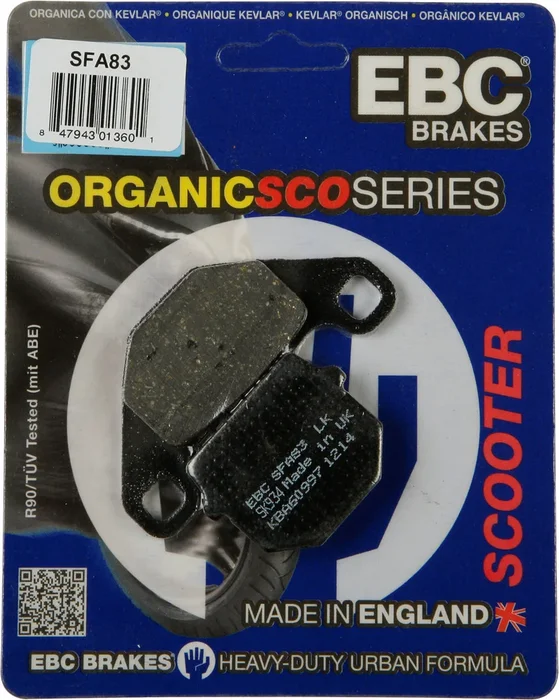 ORGANICA CON KEVLAR® • ORGANIQUE KEVLAR® • KEVLAR® ORGANISCH • ORGÂNICO KEVLAR®
SFA83
8 47943 01360 1
EBC®
BRAKES
ORGANICSCOSERIES
R90/TÜV Tested (mit ABE)
EBC SFA83 LK
SK934 Made in UK
KBA60997 1214
SCOOTER
MADE IN ENGLAND
EBC BRAKES HEAVY-DUTY URBAN FORMULA